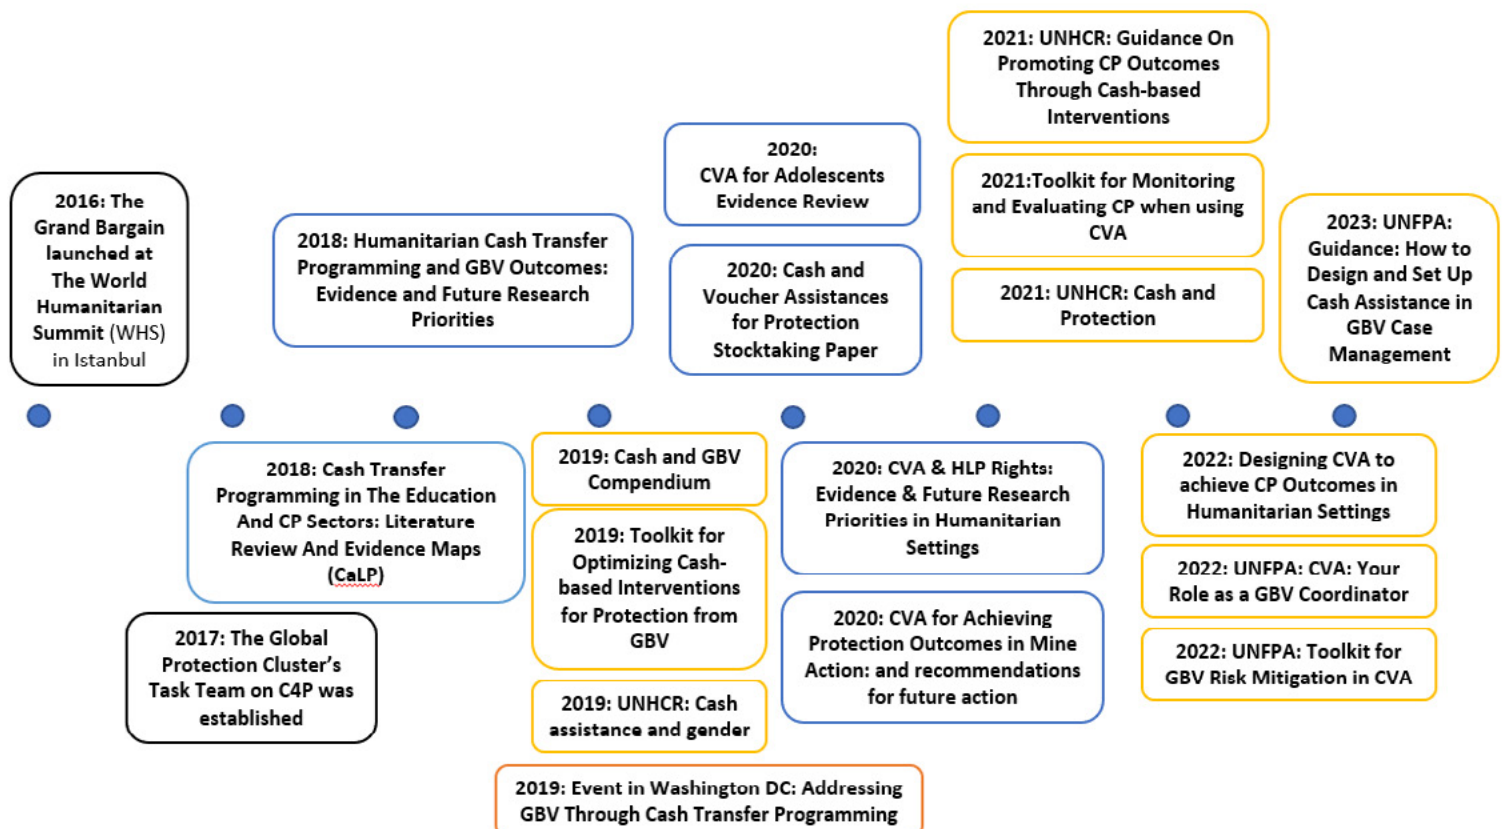 2016: The
Grand Bargain
launched at
The World
Humanitarian
Summit (WHS)
in Istanbul
2018: Humanitarian Cash Transfer
Programming and GBV Outcomes:
Evidence and Future Research
Priorities
2020:
CVA for Adolescents
Evidence Review
2020: Cash and
Voucher Assistances
for Protection
Stocktaking Paper
2021: UNHCR: Guidance On
Promoting CP Outcomes
Through Cash-based
Interventions
2021:Toolkit for Monitoring
and Evaluating CP when using
CVA
2021: UNHCR: Cash and
Protection
2023: UNFPA:
Guidance: How to
Design and Set Up
Cash Assistance in
GBV Case
Management
2018: Cash Transfer
Programming in The Education
And CP Sectors: Literature
Review And Evidence Maps
(CaLP)
2017: The Global
Protection Cluster’s
Task Team on C4P was
established
2019: Cash and GBV
Compendium
2019: Toolkit for
Optimizing Cash-
based Interventions
for Protection from
GBV
2019: UNHCR: Cash
assistance and gender
2019: Event in Washington DC: Addressing
GBV Through Cash Transfer Programming
2020: CVA & HLP Rights:
Evidence & Future Research
Priorities in Humanitarian
Settings
2020: CVA for Achieving
Protection Outcomes in Mine
Action: and recommendations
for future action
2022: Designing CVA to
achieve CP Outcomes in
Humanitarian Settings
2022: UNFPA: CVA: Your
Role as a GBV Coordinator
2022: UNFPA: Toolkit for
GBV Risk Mitigation in CVA